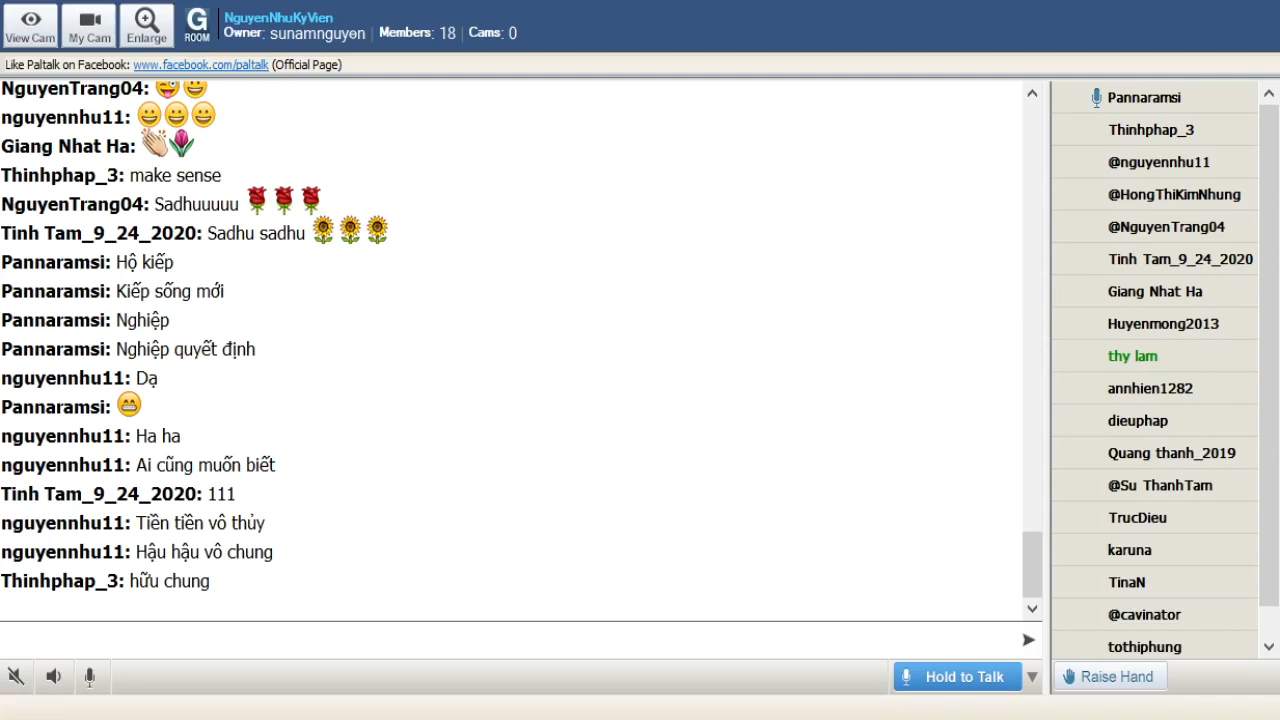 View Cam
My Cam
Enlarge
G
ROOM
NguyenNhuKyVien
Owner: sunamnguyen | Members: 18 | Cams: 0
Like Paltalk on Facebook: www.facebook.com/paltalk (Official Page)
NguyenTrang04:
nguyennhu11:
Giang Nhat Ha:
Thinhphap_3: make sense
NguyenTrang04: Sadhuuuuu
Tinh Tam_9_24_2020: Sadhu sadhu
Pannaramsi: Hộ kiếp
Pannaramsi: Kiếp sống mới
Pannaramsi: Nghiệp
Pannaramsi: Nghiệp quyết định
nguyennhu11: Dạ
Pannaramsi:
nguyennhu11: Ha ha
nguyennhu11: Ai cũng muốn biết
Tinh Tam_9_24_2020: 111
nguyennhu11: Tiền tiền vô thủy
nguyennhu11: Hậu hậu vô chung
Thinhphap_3: hữu chung
Pannaramsi
Thinhphap_3
@nguyennhu11
@HongThiKimNhung
@NguyenTrang04
Tinh Tam_9_24_2020
Giang Nhat Ha
Huyenmong2013
thy lam
annhien1282
dieuphap
Quang thanh_2019
@Su ThanhTam
TrucDieu
karuna
TinaN
@cavinator
tothiphung
Hold to Talk
Raise Hand